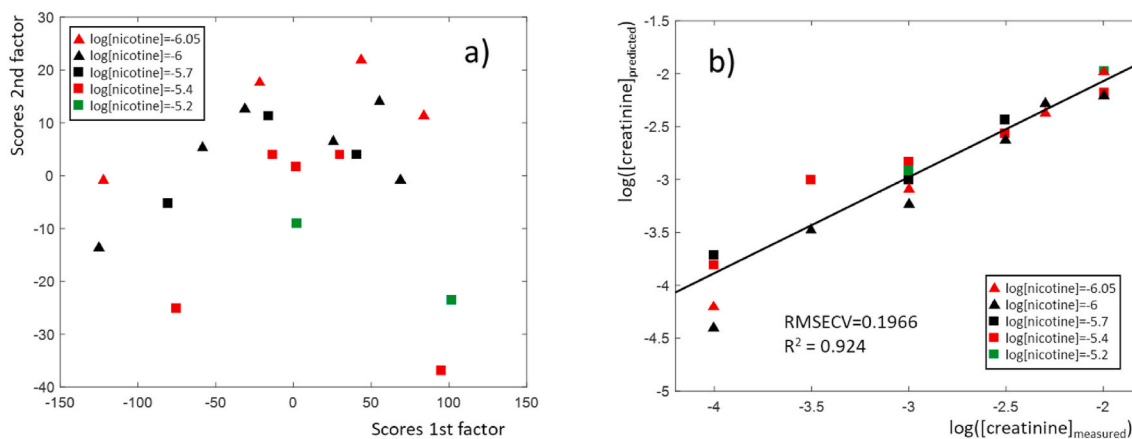 a)
Scores 2nd factor
30
20
10
0
-10
-20
-30
-40
-150
-100
-50
0
50
100
150
Scores 1st factor
log[nicotine]=-6.05
log[nicotine]=-6
log[nicotine]=-5.7
log[nicotine]=-5.4
log[nicotine]=-5.2
b)
log([creatinine]predicted)
-1.5
-2
-2.5
-3
-3.5
-4
-4.5
-5
-4
-3.5
-3
-2.5
-2
log([creatinine]measured)
RMSECV=0.1966
R² = 0.924
log[nicotine]=-6.05
log[nicotine]=-6
log[nicotine]=-5.7
log[nicotine]=-5.4
log[nicotine]=-5.2